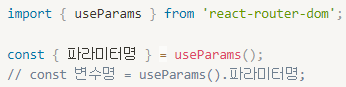 import { useParams } from 'react-router-dom';
const { 파라미터명 } = useParams();
// const 변수명 = useParams().파라미터명;